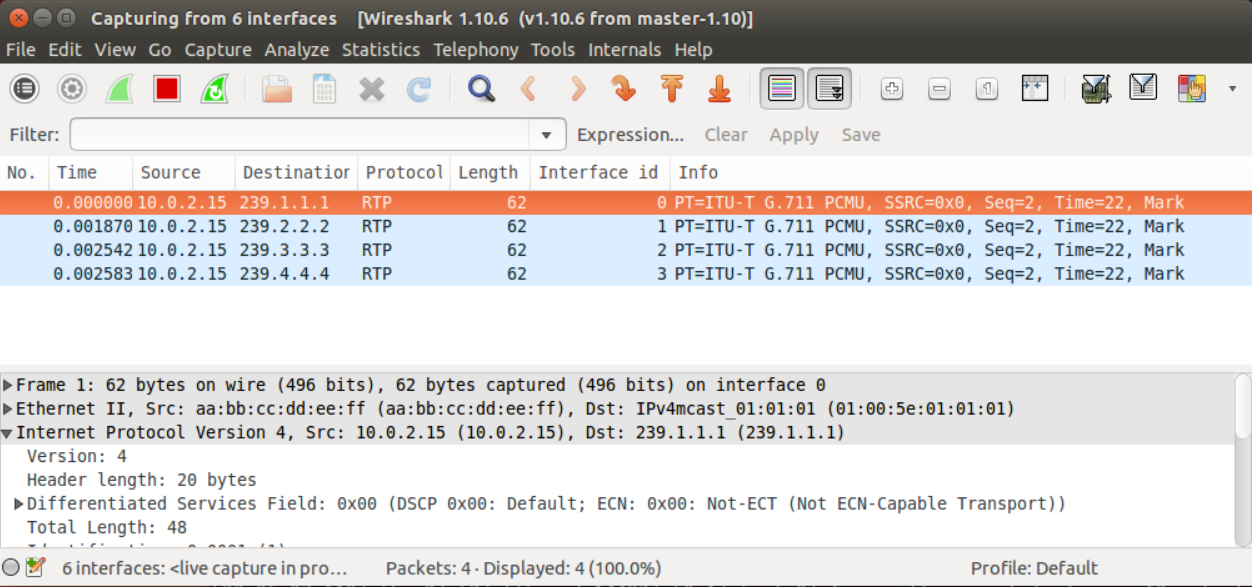 Capturing from 6 interfaces [Wireshark 1.10.6 (v1.10.6 from master-1.10)]
File Edit View Go Capture Analyze Statistics Telephony Tools Internals Help
Filter: Expression... Clear Apply Save
No. Time Source Destination Protocol Length Interface id Info
0.000000 10.0.2.15 239.1.1.1 RTP 62 0 PT=ITU-T G.711 PCMU, SSRC=0x0, Seq=2, Time=22, Mark
0.001870 10.0.2.15 239.2.2.2 RTP 62 1 PT=ITU-T G.711 PCMU, SSRC=0x0, Seq=2, Time=22, Mark
0.002542 10.0.2.15 239.3.3.3 RTP 62 2 PT=ITU-T G.711 PCMU, SSRC=0x0, Seq=2, Time=22, Mark
0.002583 10.0.2.15 239.4.4.4 RTP 62 3 PT=ITU-T G.711 PCMU, SSRC=0x0, Seq=2, Time=22, Mark
Frame 1: 62 bytes on wire (496 bits), 62 bytes captured (496 bits) on interface 0
Ethernet II, Src: aa:bb:cc:dd:ee:ff (aa:bb:cc:dd:ee:ff), Dst: IPv4mcast_01:01:01 (01:00:5e:01:01:01)
Internet Protocol Version 4, Src: 10.0.2.15 (10.0.2.15), Dst: 239.1.1.1 (239.1.1.1)
Version: 4
Header length: 20 bytes
Differentiated Services Field: 0x00 (DSCP 0x00: Default; ECN: 0x00: Not-ECT (Not ECN-Capable Transport))
Total Length: 48
6 interfaces: <live capture in pro... Packets: 4 · Displayed: 4 (100.0%) Profile: Default